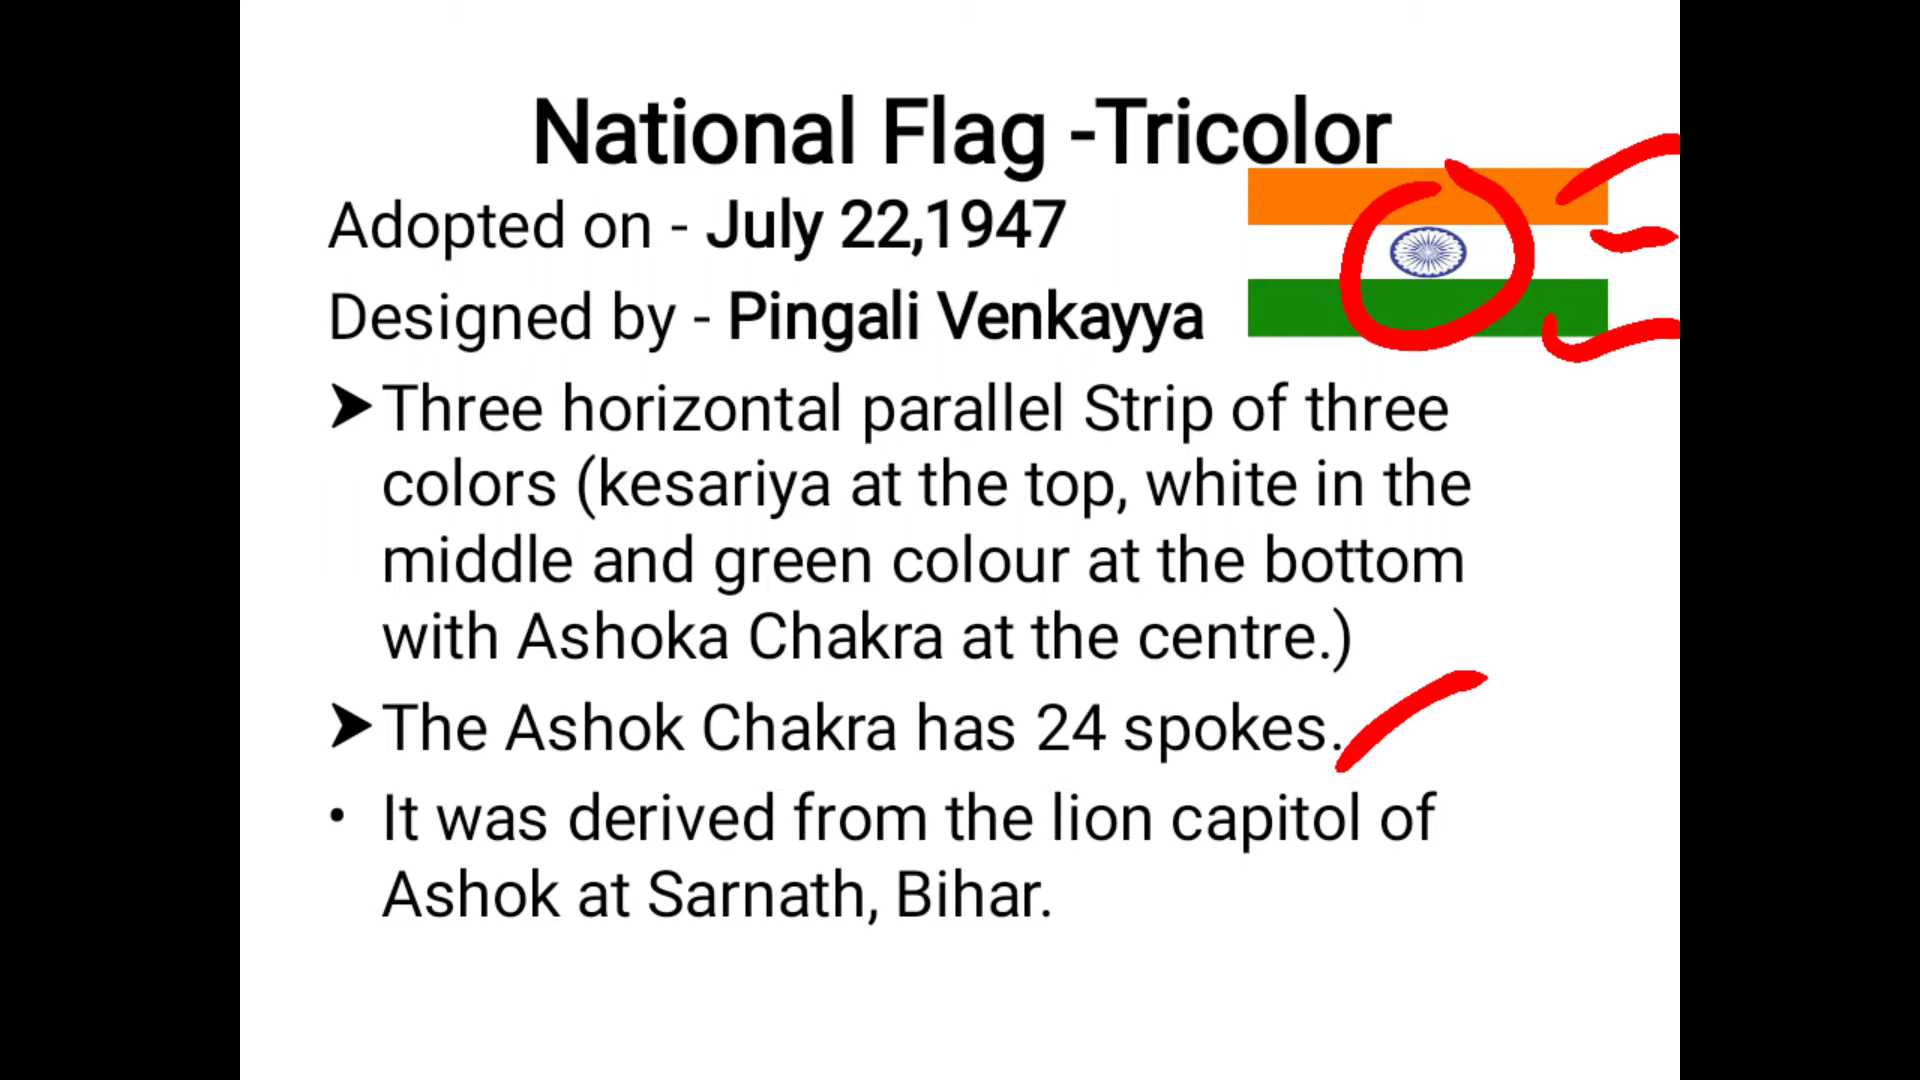 National Flag -Tricolor
Adopted on - July 22,1947
Designed by - Pingali Venkayya
➤Three horizontal parallel Strip of three
colors (kesariya at the top, white in the
middle and green colour at the bottom
with Ashoka Chakra at the centre.)
➤The Ashok Chakra has 24 spokes.
• It was derived from the lion capitol of
Ashok at Sarnath, Bihar.